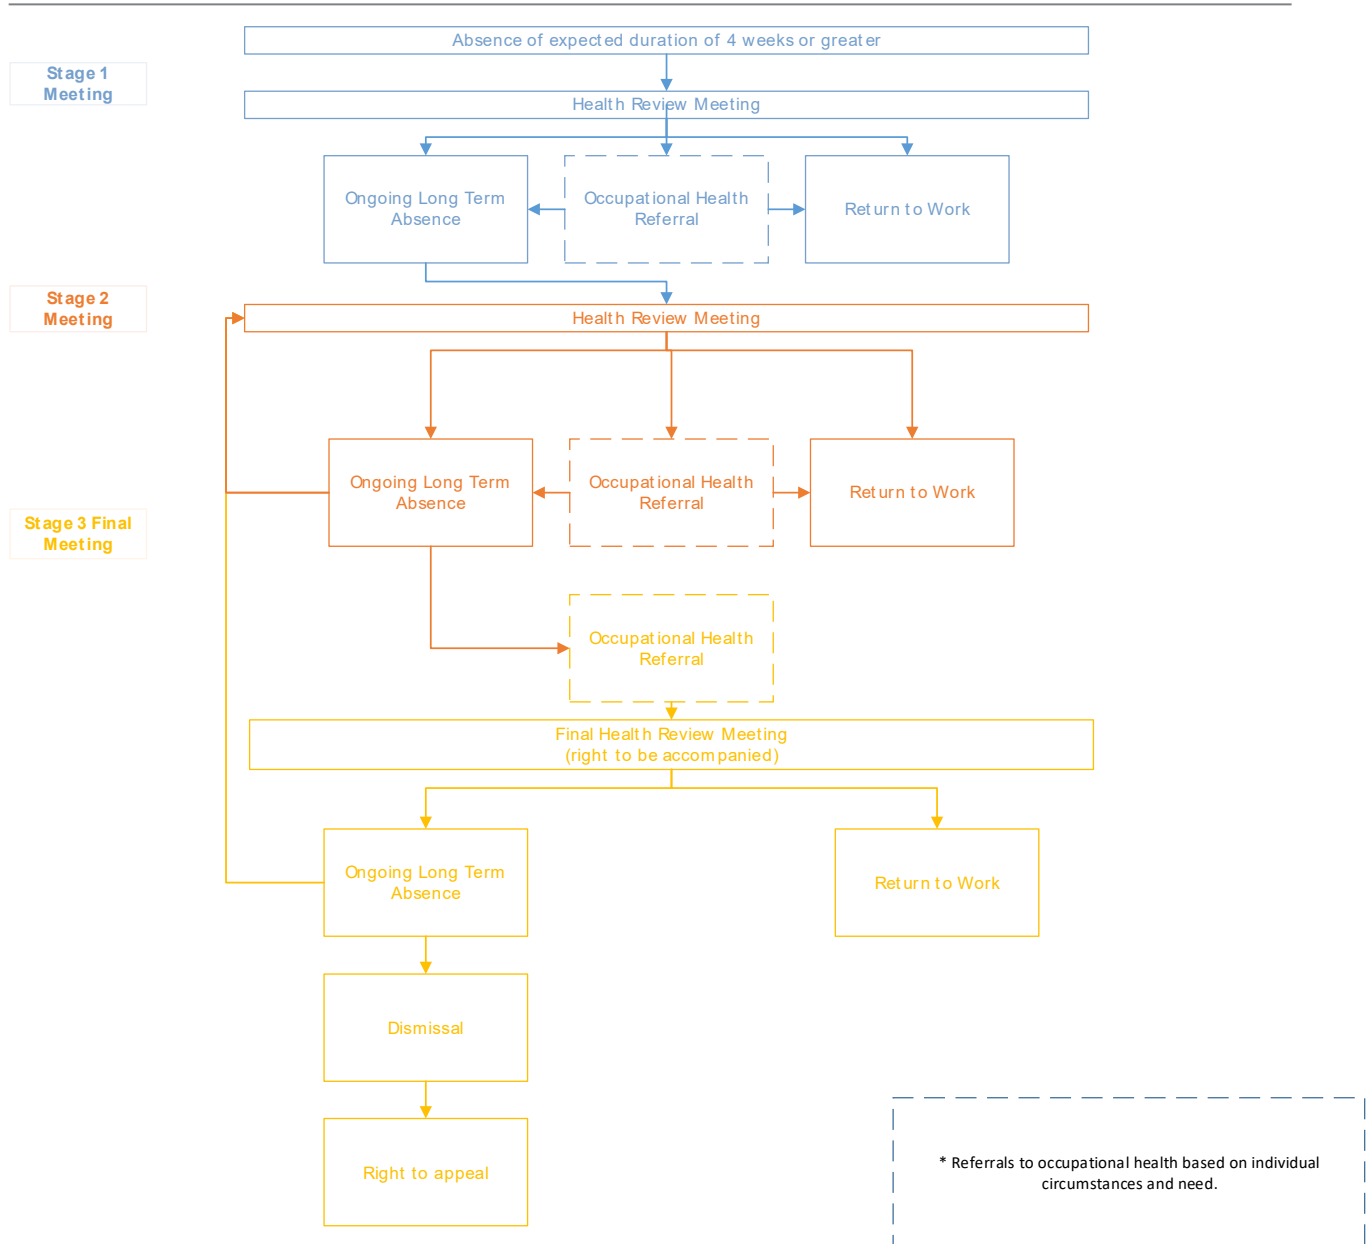 Absence of expected duration of 4 weeks or greater
Stage 1
Meeting
Health Review Meeting
Ongoing Long Term
Absence
Occupational Health
Referral
Return to Work
Stage 2
Meeting
Health Review Meeting
Ongoing Long Term
Absence
Occupational Health
Referral
Return to Work
Stage 3 Final
Meeting
Occupational Health
Referral
Final Health Review Meeting
(right to be accompanied)
Ongoing Long Term
Absence
Return to Work
Dismissal
Right to appeal
* Referrals to occupational health based on individual
circumstances and need.